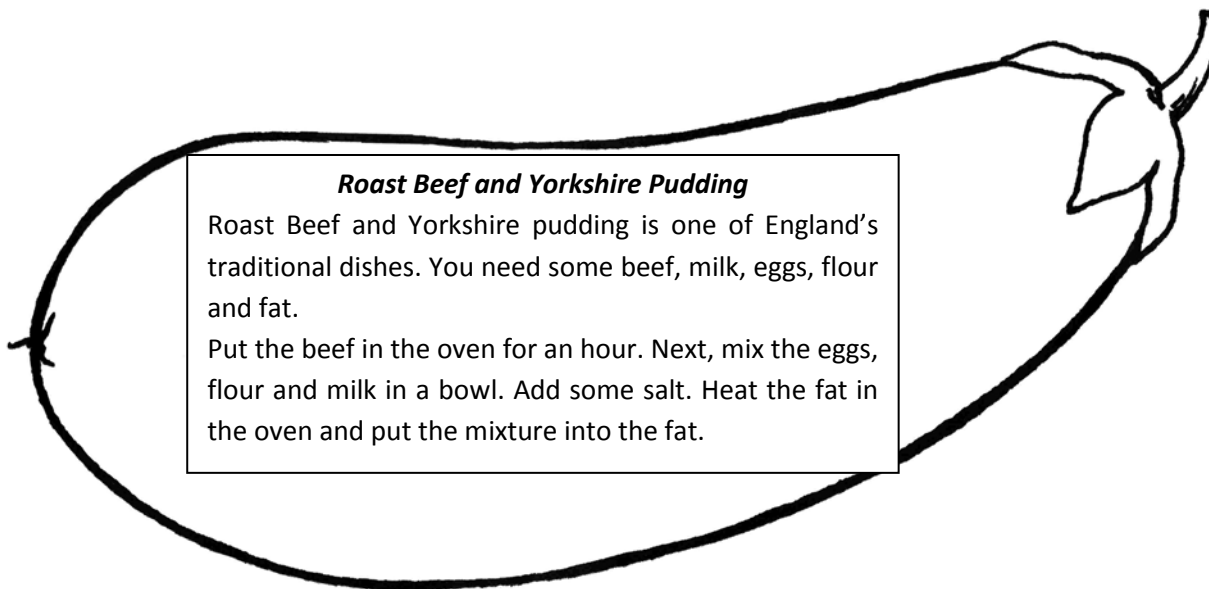 Roast Beef and Yorkshire Pudding
Roast Beef and Yorkshire pudding is one of England’s
traditional dishes. You need some beef, milk, eggs, flour
and fat.
Put the beef in the oven for an hour. Next, mix the eggs,
flour and milk in a bowl. Add some salt. Heat the fat in
the oven and put the mixture into the fat.